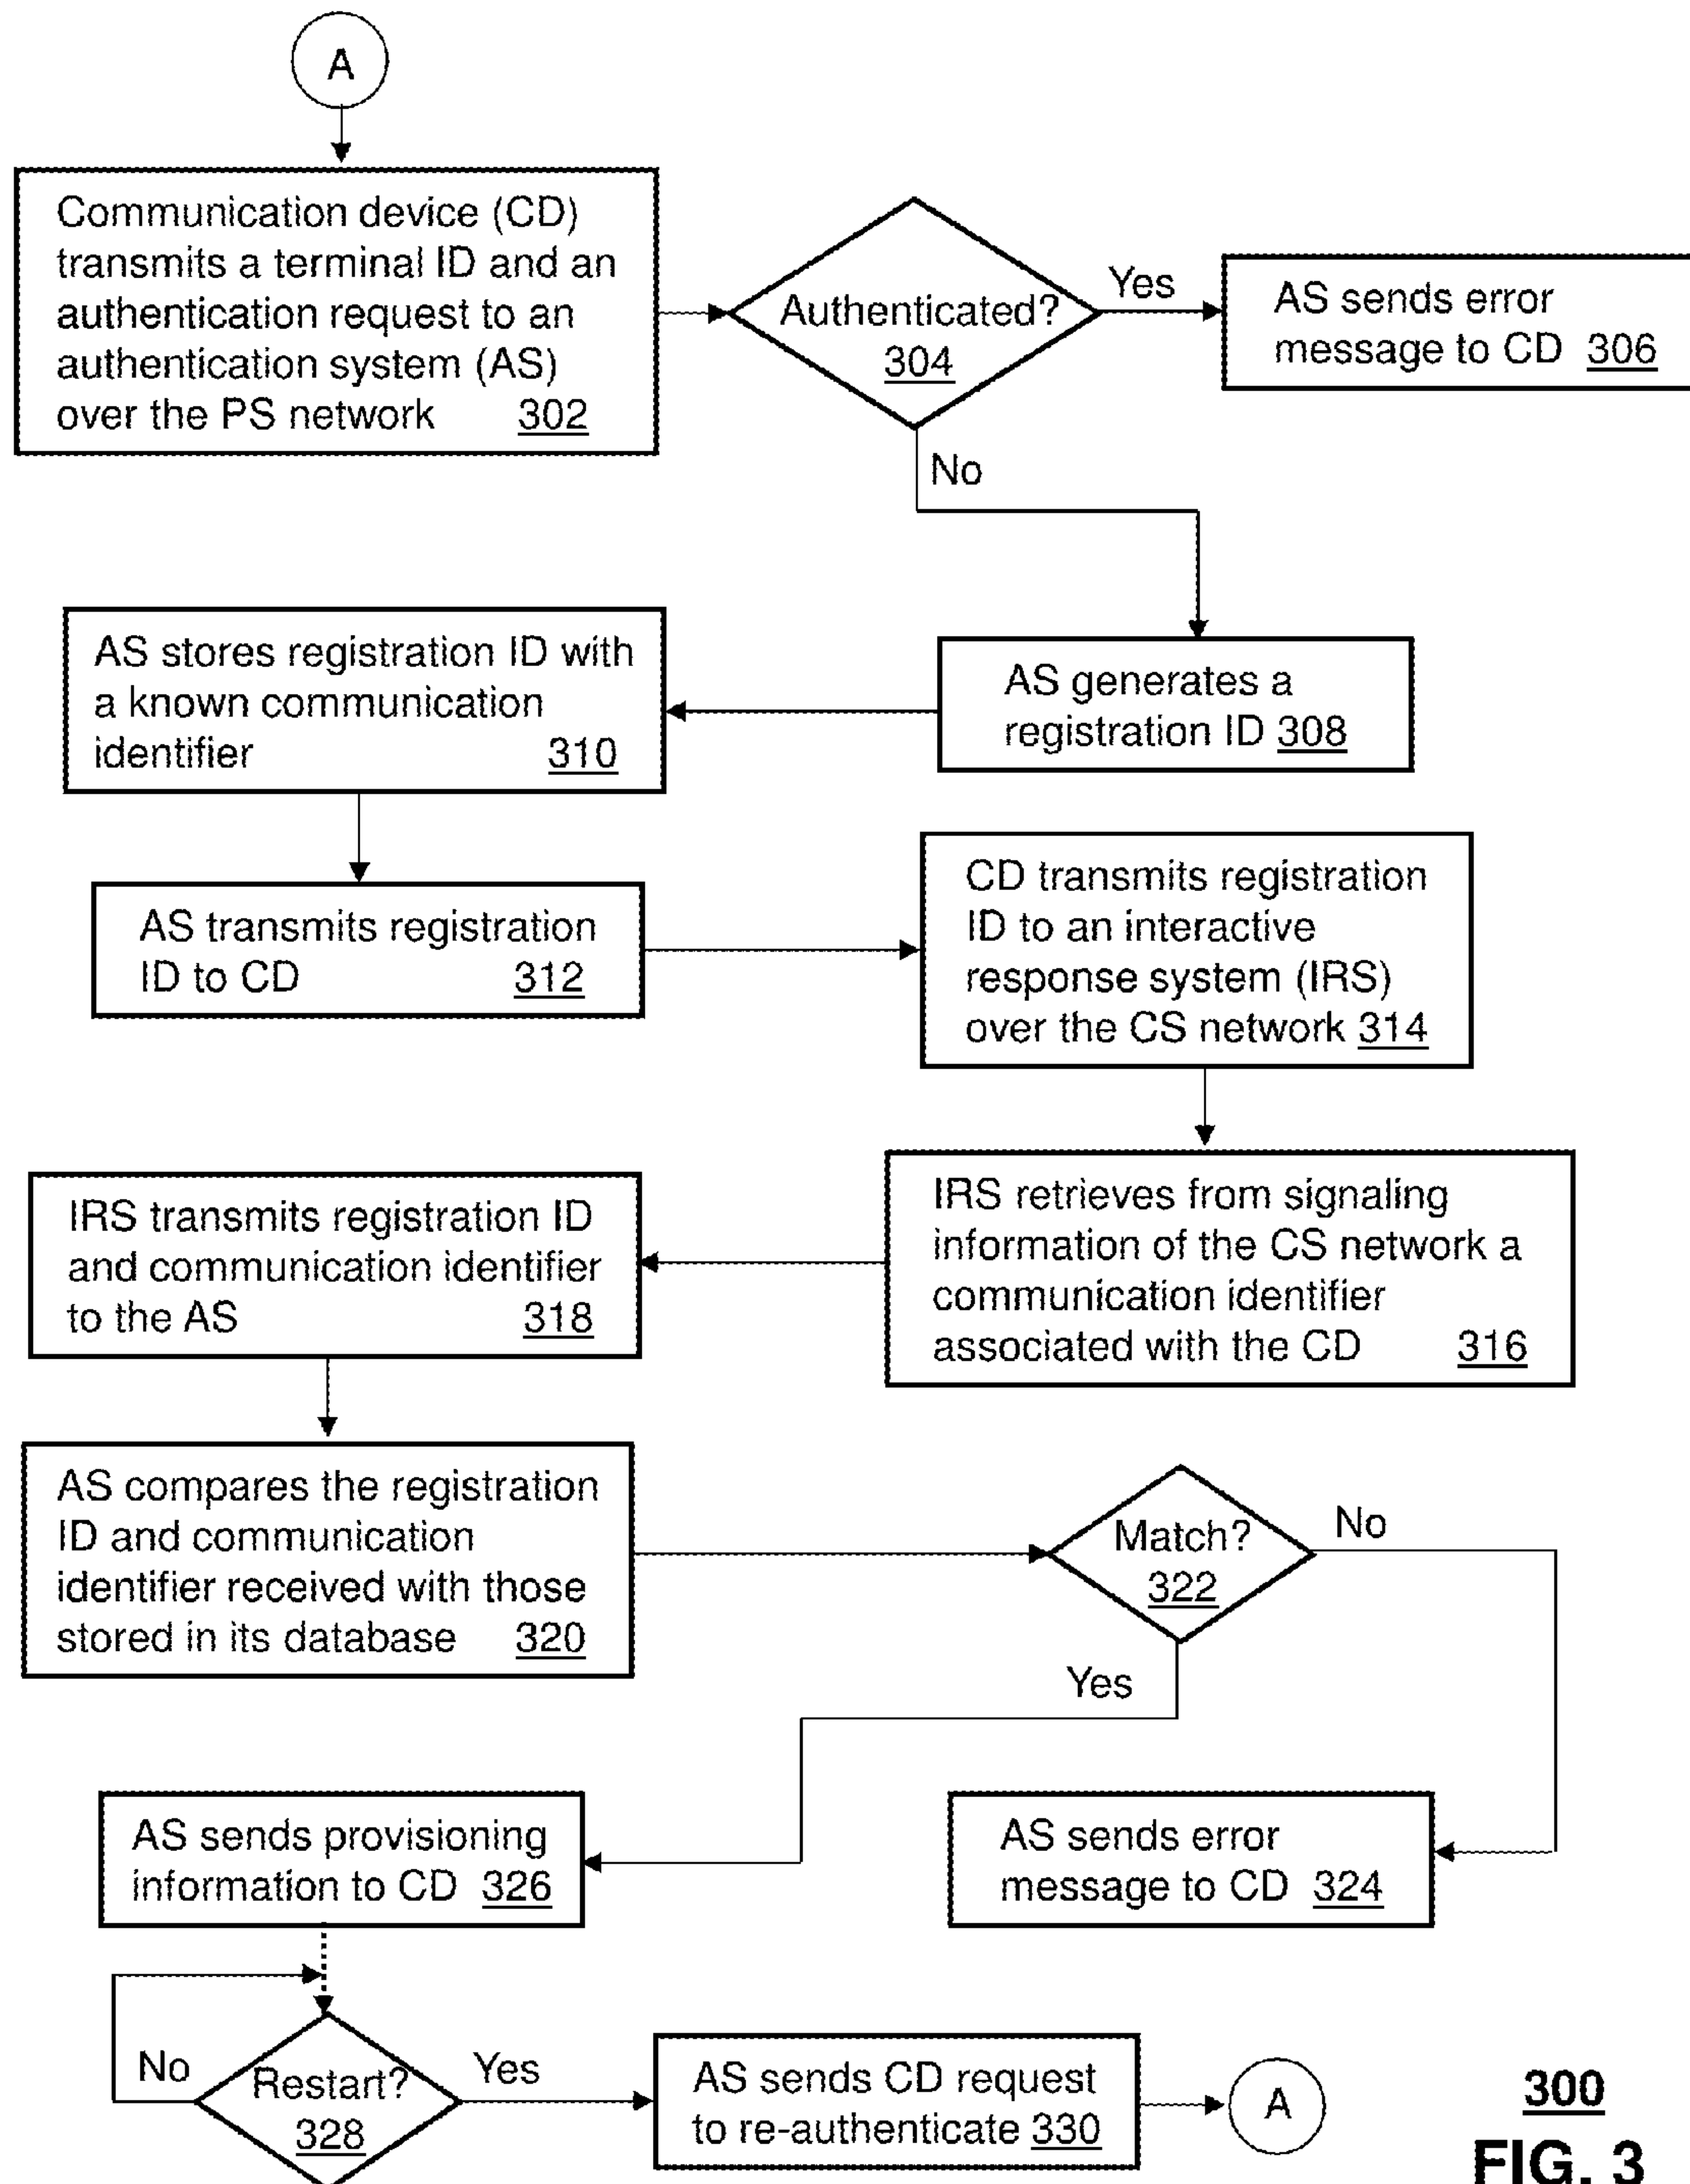 A
Communication device (CD)
transmits a terminal ID and an
authentication request to an
authentication system (AS)
over the PS network 302
Authenticated?
304
Yes
AS sends error
message to CD 306
No
AS generates a
registration ID 308
AS stores registration ID with
a known communication
identifier 310
AS transmits registration
ID to CD 312
CD transmits registration
ID to an interactive
response system (IRS)
over the CS network 314
IRS retrieves from signaling
information of the CS network a
communication identifier
associated with the CD 316
IRS transmits registration ID
and communication identifier
to the AS 318
AS compares the registration
ID and communication
identifier received with those
stored in its database 320
Match?
322
No
Yes
AS sends error
message to CD 324
AS sends provisioning
information to CD 326
Restart?
328
No
Yes
AS sends CD request
to re-authenticate 330
A
300
FIG. 3